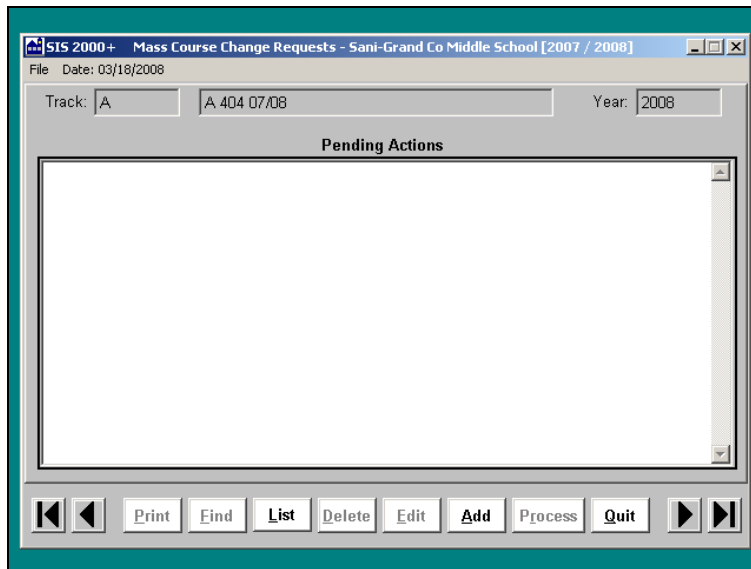 SIS 2000+ Mass Course Change Requests - Sani-Grand Co Middle School [2007 / 2008]
File Date: 03/18/2008
Track: A A 404 07/08 Year: 2008
Pending Actions
Print Find List Delete Edit Add Process Quit